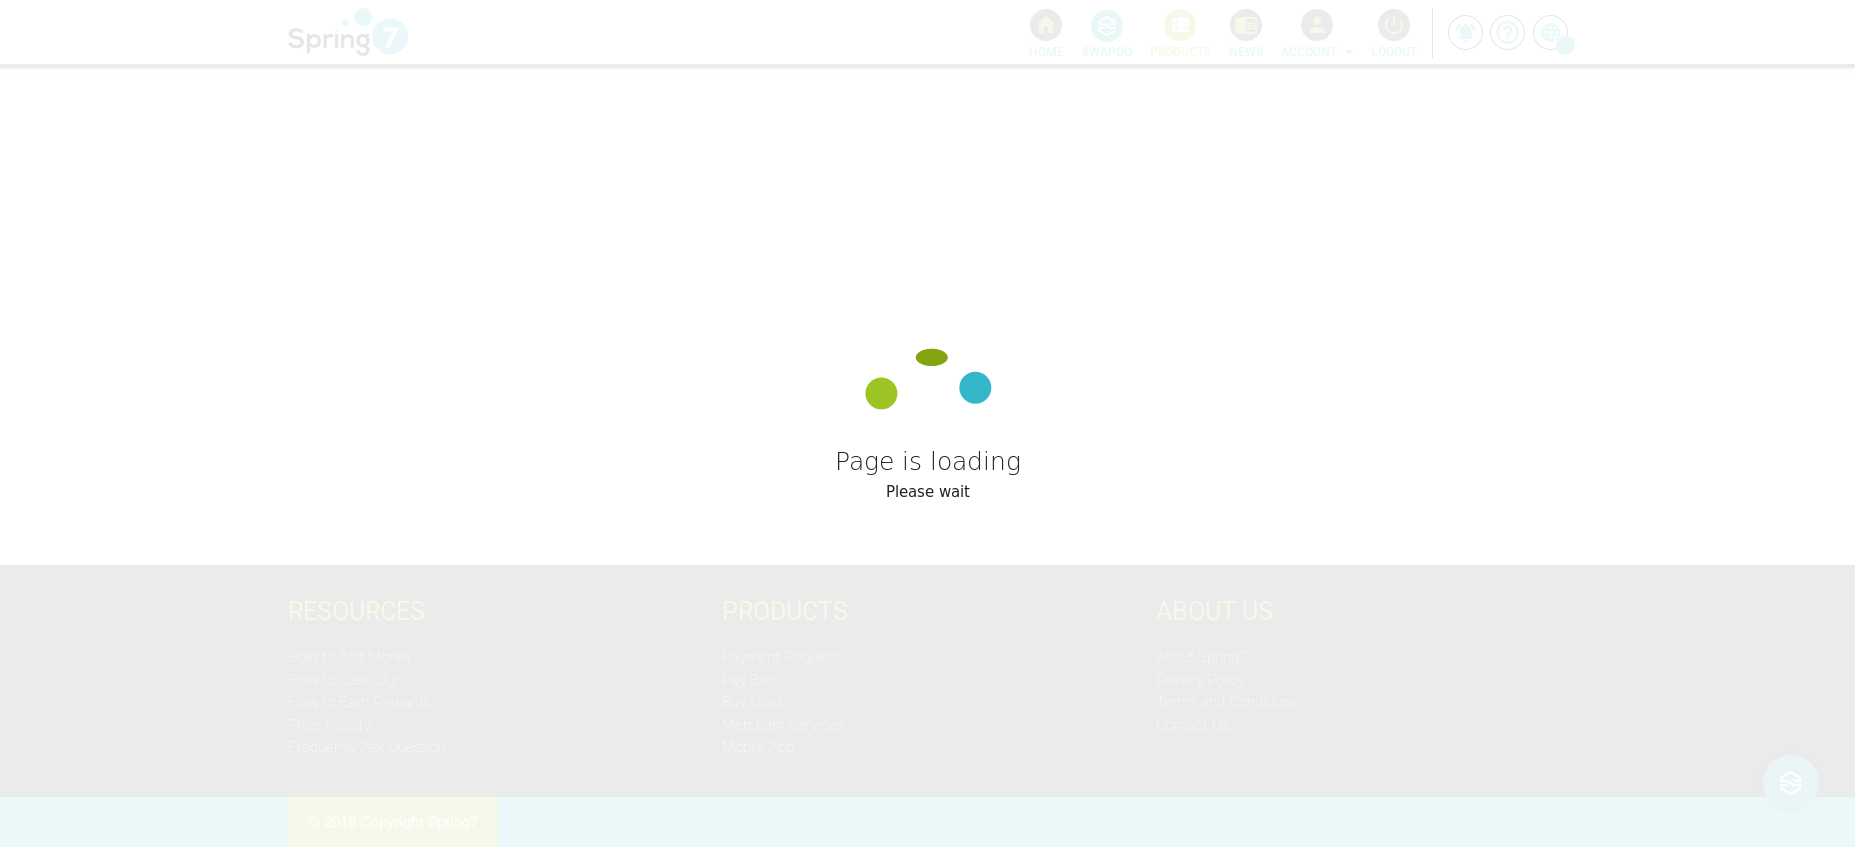 Spring7
HOME SWAPOO PRODUCTS NEWS ACCOUNT LOGOUT
Page is loading
Please wait
RESOURCES
How to Add Money
How to Cash Out
How to Earn Rewards
Price History
Frequently Ask Question
PRODUCTS
Payment Request
Pay Bills
Buy Load
Merchant Services
Mobile App
ABOUT US
About Spring7
Privacy Policy
Terms and Conditions
Contact Us
© 2018 Copyright Spring7